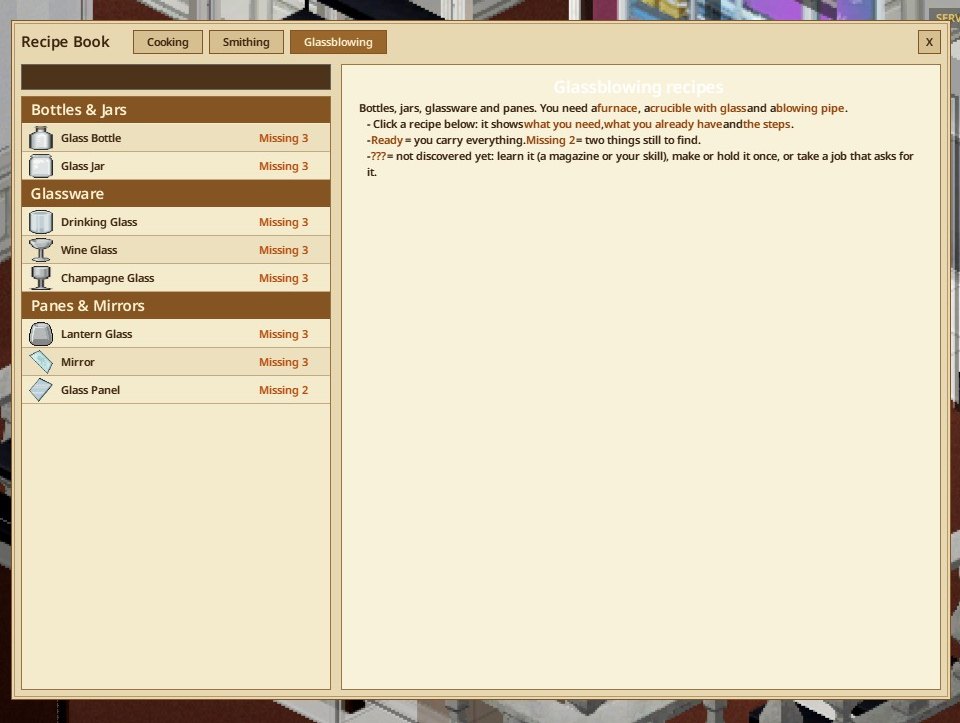 SERV
Recipe Book
Cooking
Smithing
Glassblowing
X
Bottles & Jars
Glass Bottle Missing 3
Glass Jar Missing 3
Glassware
Drinking Glass Missing 3
Wine Glass Missing 3
Champagne Glass Missing 3
Panes & Mirrors
Lantern Glass Missing 3
Mirror Missing 3
Glass Panel Missing 2
Glassblowing recipes
Bottles, jars, glassware and panes. You need afurnace, acrucible with glassand ablowing pipe.
- Click a recipe below: it showswhat you need,what you already haveandthe steps.
-Ready= you carry everything.Missing 2= two things still to find.
-???= not discovered yet: learn it (a magazine or your skill), make or hold it once, or take a job that asks for
it.